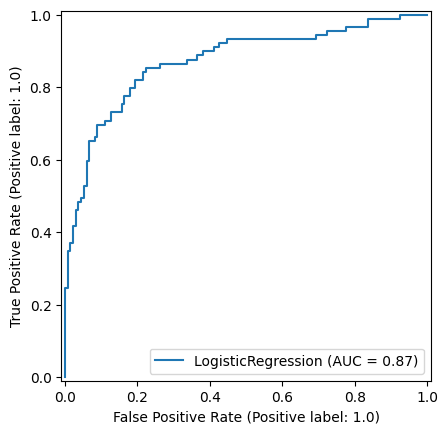 1.0
0.8
0.6
0.4
0.2
0.0
True Positive Rate (Positive label: 1.0)
LogisticRegression (AUC = 0.87)
0.0 0.2 0.4 0.6 0.8 1.0
False Positive Rate (Positive label: 1.0)